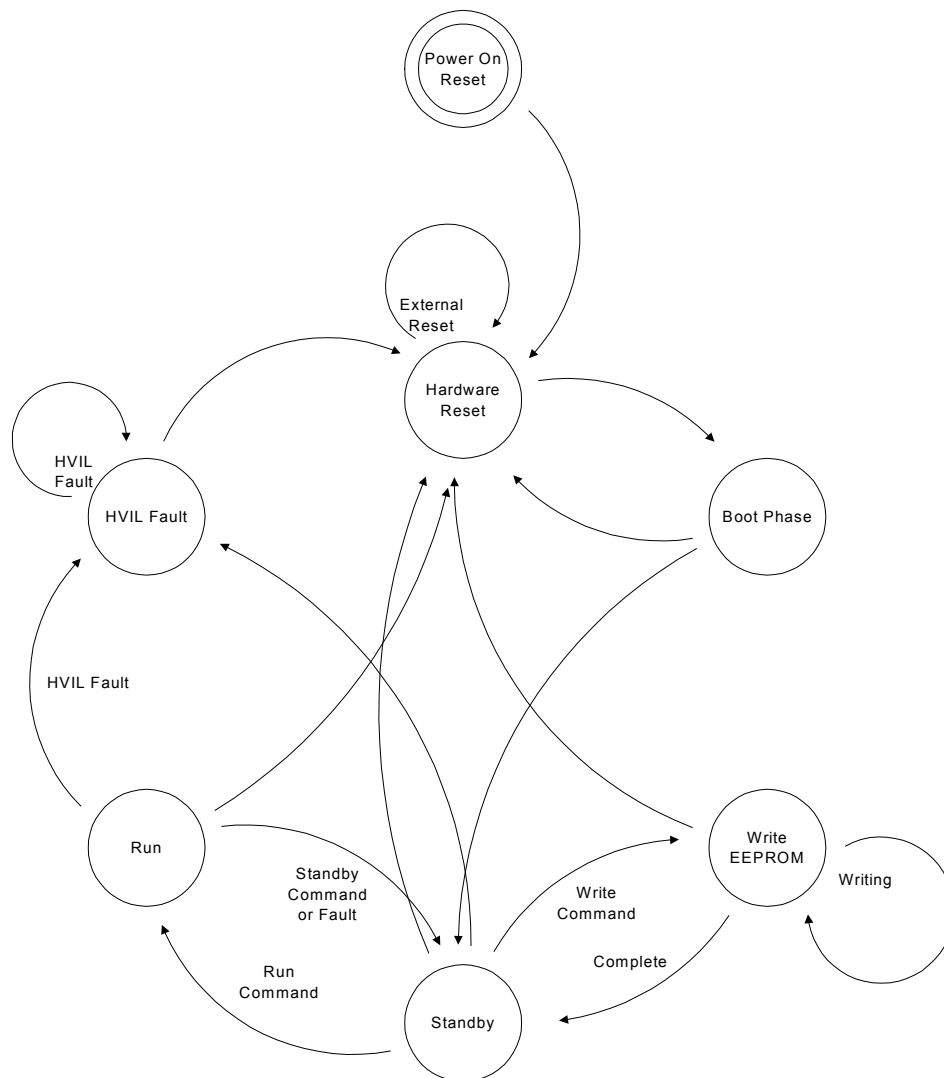 Power On
Reset
External
Reset
Hardware
Reset
HVIL
Fault
HVIL Fault
Boot Phase
HVIL Fault
Run
Standby
Command
or Fault
Write
EEPROM
Writing
Write
Command
Complete
Run
Command
Standby